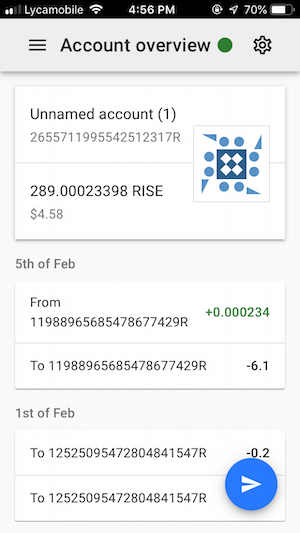 Lycamobile 4:56 PM 70%
Account overview
Unnamed account (1)
2655711995542512317R
289.00023398 RISE
$4.58
5th of Feb
From
11988965685478677429R
+0.000234
To 11988965685478677429R -6.1
1st of Feb
To 12525095472804841547R -0.2
To 12525095472804841547R